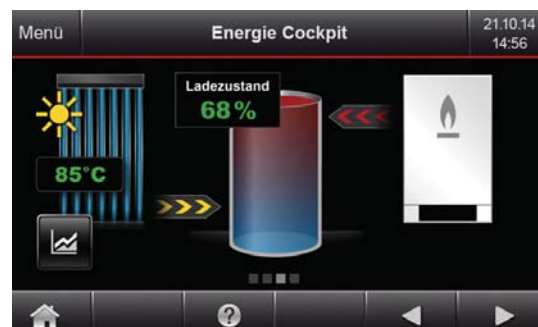 Menü
Energie Cockpit
21.10.14
14:56
Ladezustand
68%
85°C
?